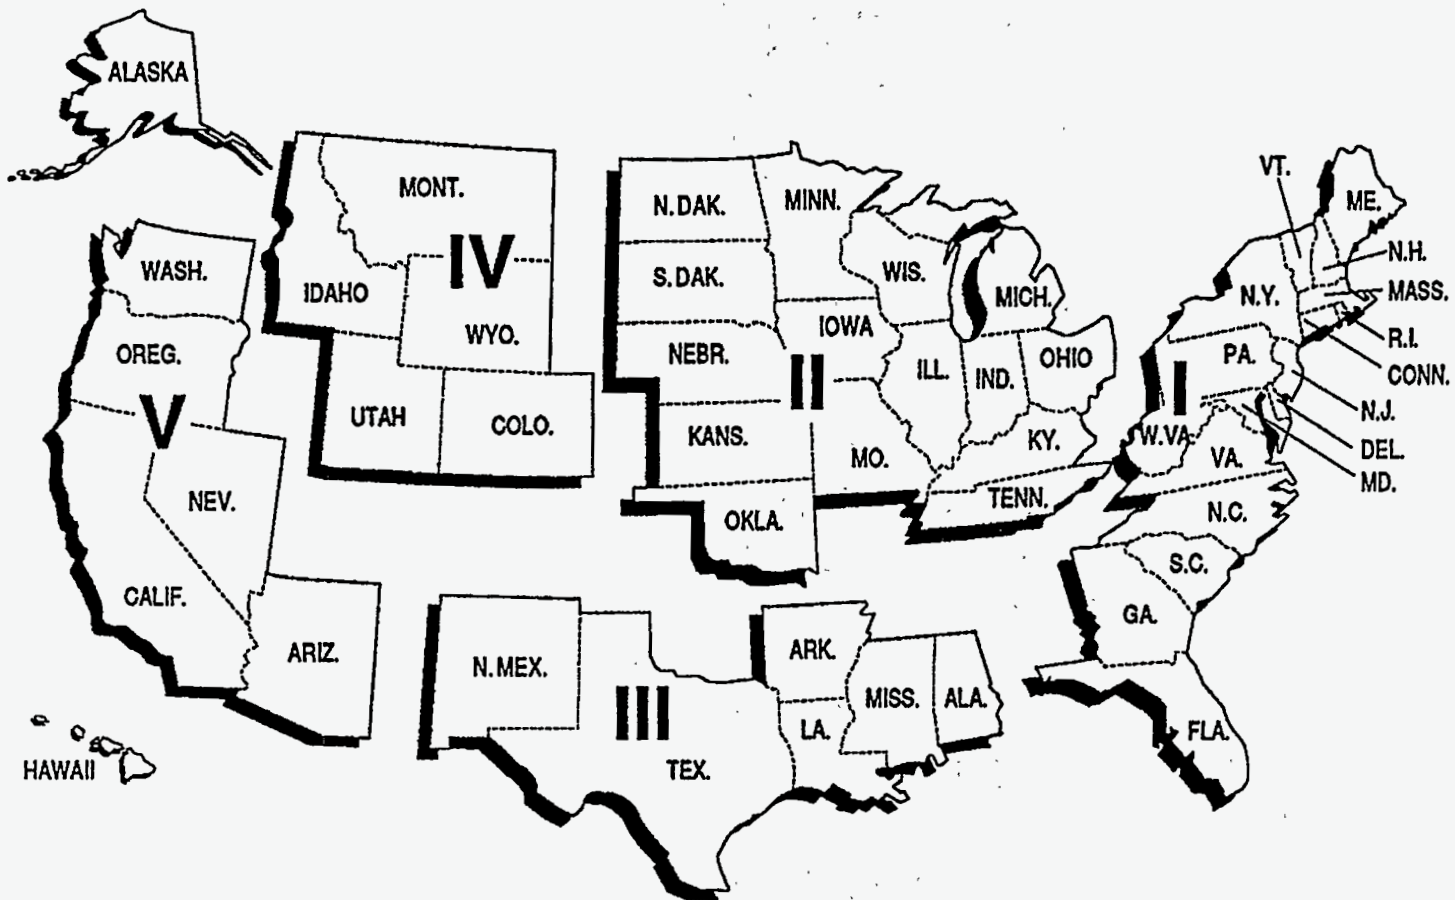 ALASKA
WASH.
OREG.
V
NEV.
CALIF.
ARIZ.
HAWAII
MONT.
IV
IDAHO
WYO.
UTAH
COLO.
N. DAK.
MINN.
S. DAK.
WIS.
MICH.
IOWA
NEBR.
II
ILL.
IND.
OHIO
KANS.
MO.
KY.
TENN.
OKLA.
N. MEX.
III
TEX.
ARK.
LA.
MISS.
ALA.
VT.
ME.
N.H.
N.Y.
MASS.
R.I.
PA.
CONN.
I
N.J.
W.VA.
DEL.
VA.
MD.
N.C.
S.C.
GA.
FLA.